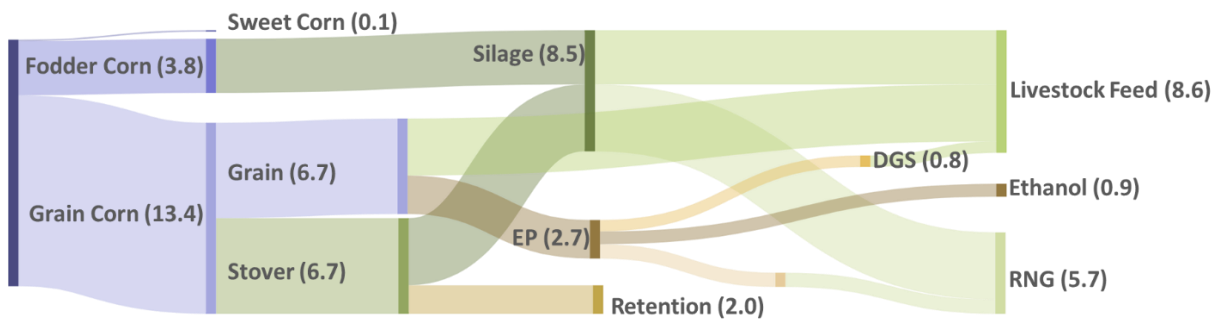 Sweet Corn (0.1)
Fodder Corn (3.8)
Silage (8.5)
Livestock Feed (8.6)
Grain (6.7)
DGS (0.8)
Ethanol (0.9)
Grain Corn (13.4)
EP (2.7)
Stover (6.7)
RNG (5.7)
Retention (2.0)